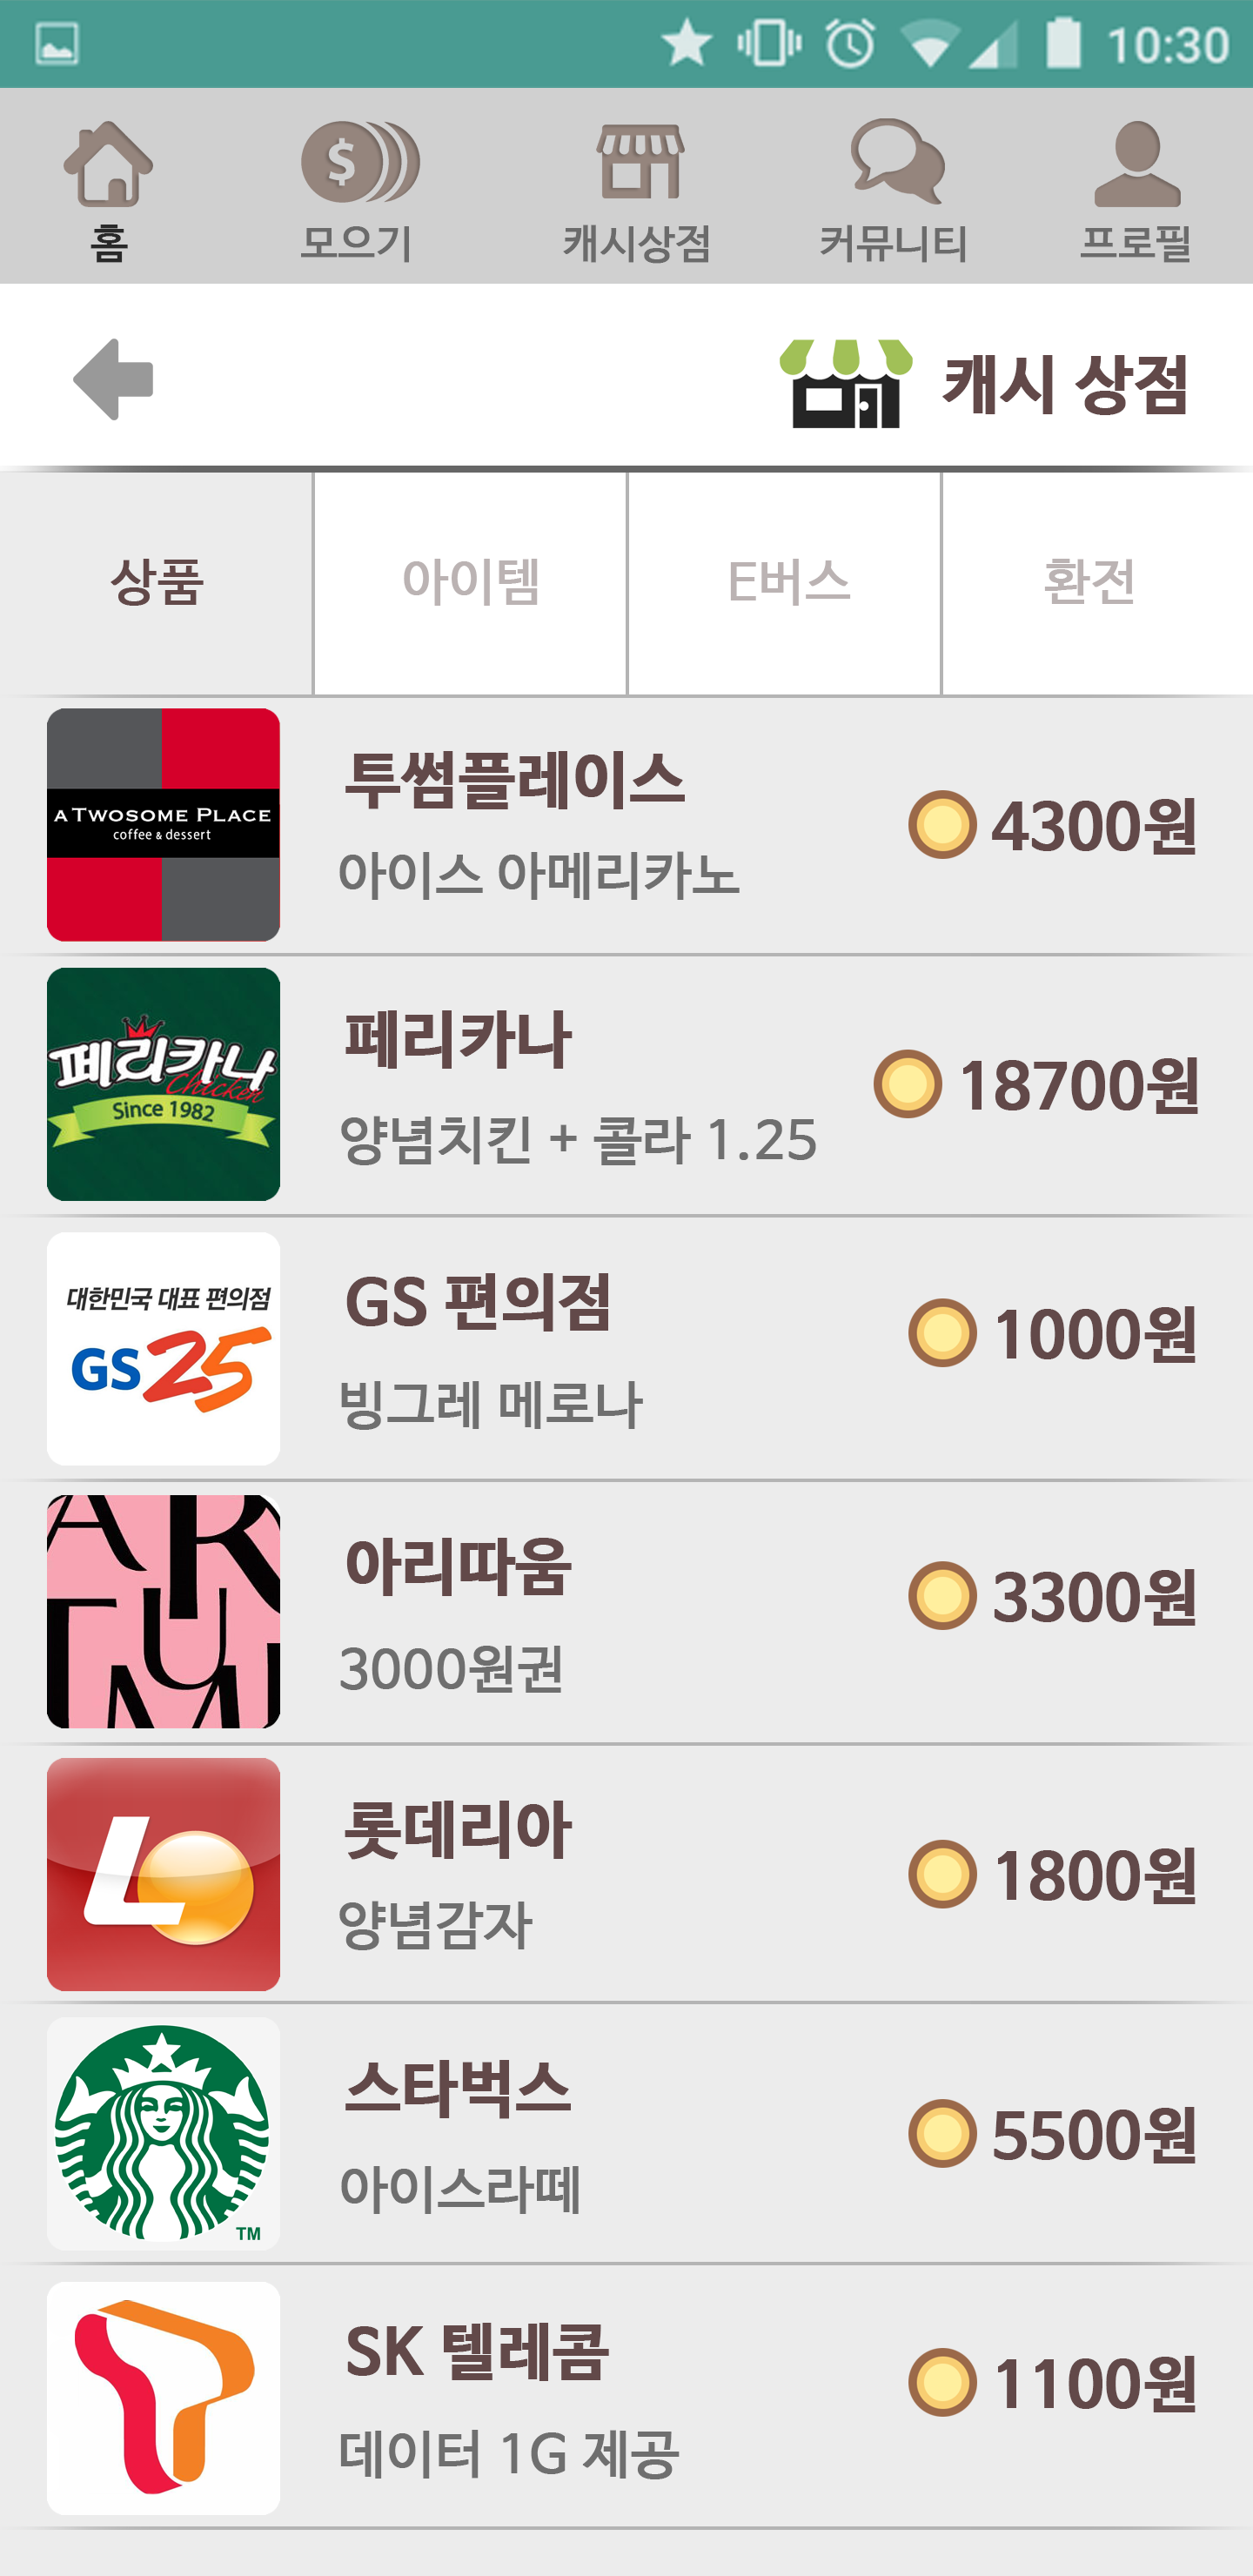 10:30
홈 모으기 캐시상점 커뮤니티 프로필
캐시 상점
상품 아이템 E버스 환전
A TWOSOME PLACE
coffee & dessert
투썸플레이스
아이스 아메리카노
4300원
페리카나
Chicken
Since 1982
페리카나
양념치킨 + 콜라 1.25
18700원
대한민국 대표 편의점
GS25
GS 편의점
빙그레 메로나
1000원
AR
TUM
아리따움
3000원권
3300원
L
롯데리아
양념감자
1800원
TM
스타벅스
아이스라떼
5500원
T
SK 텔레콤
데이터 1G 제공
1100원